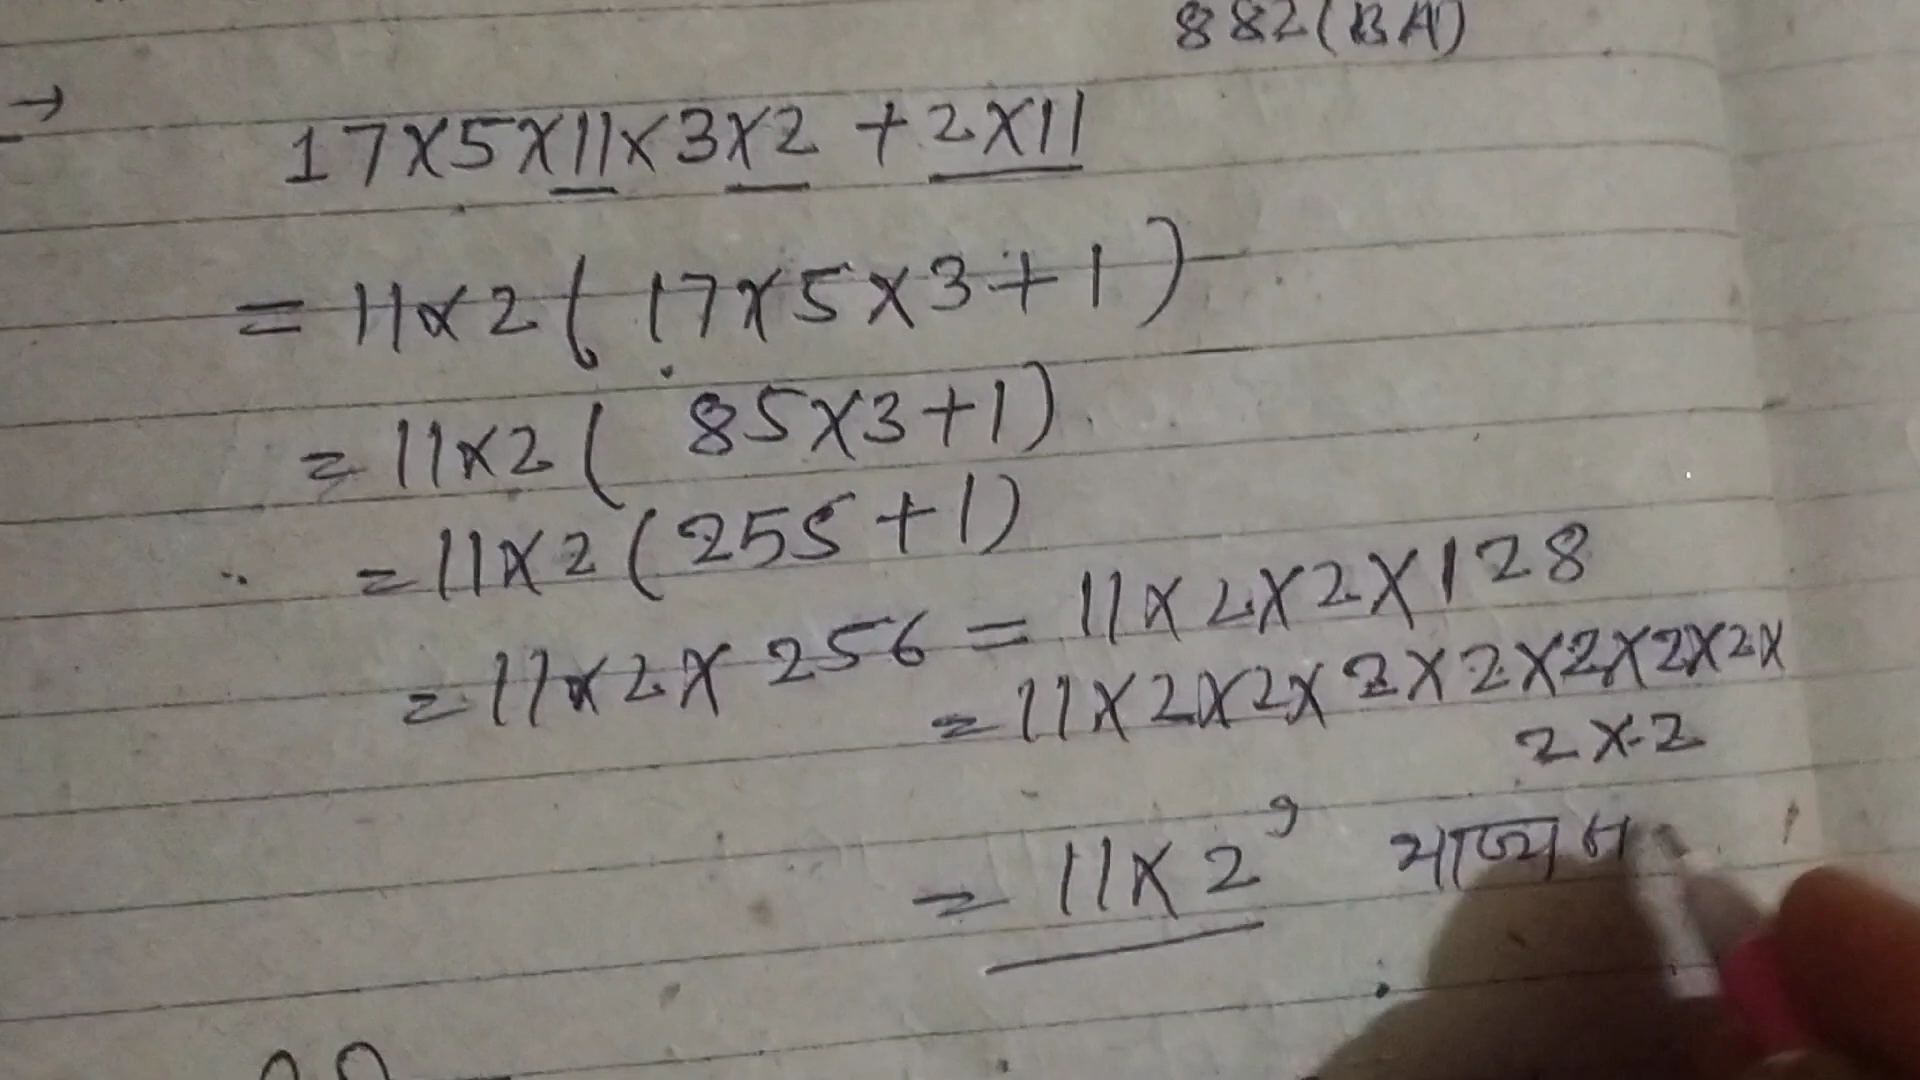 882(BA)
→
17×5×11×3×2 + 2×11
= 11×2( 17×5×3+1)
= 11×2( 85×3+1)
= 11×2(255+1)
= 11×2×256 = 11×2×2×128
= 11×2×2×2×2×2×2×2×
2×2
= 11×2⁹ भाज्य